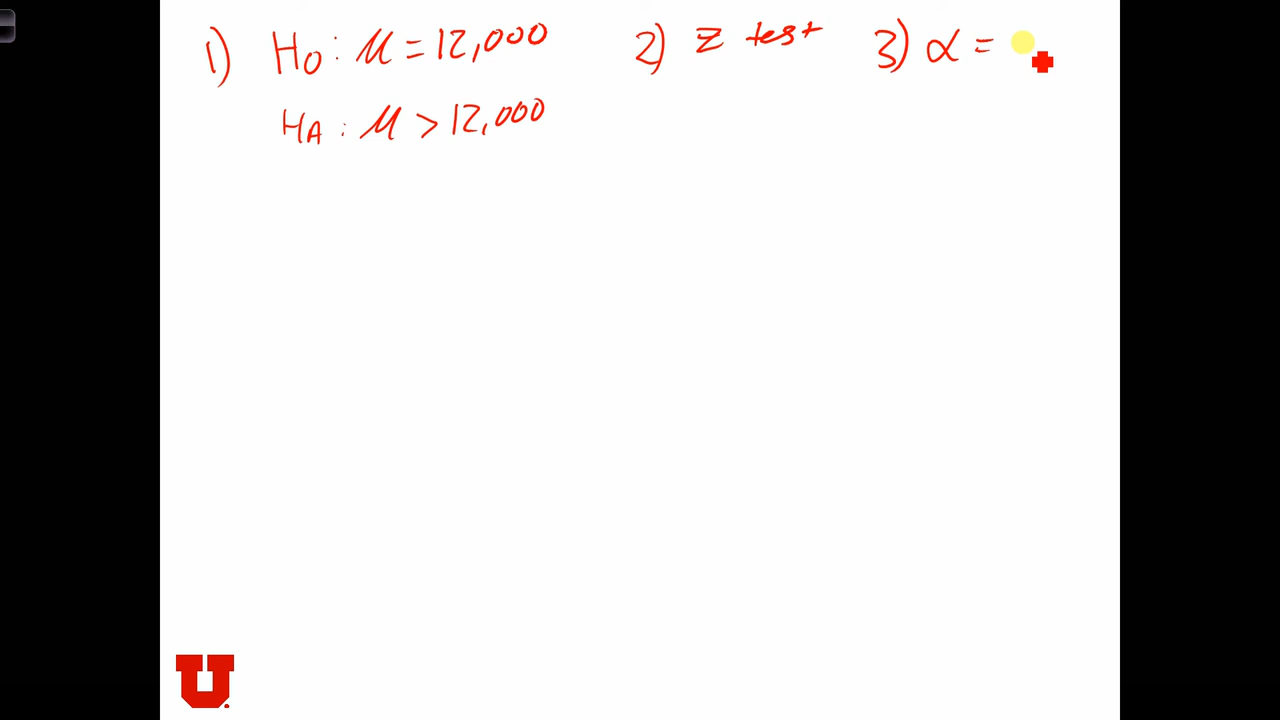 1) H0: μ = 12,000 2) z test 3) α =
HA: μ > 12,000
U